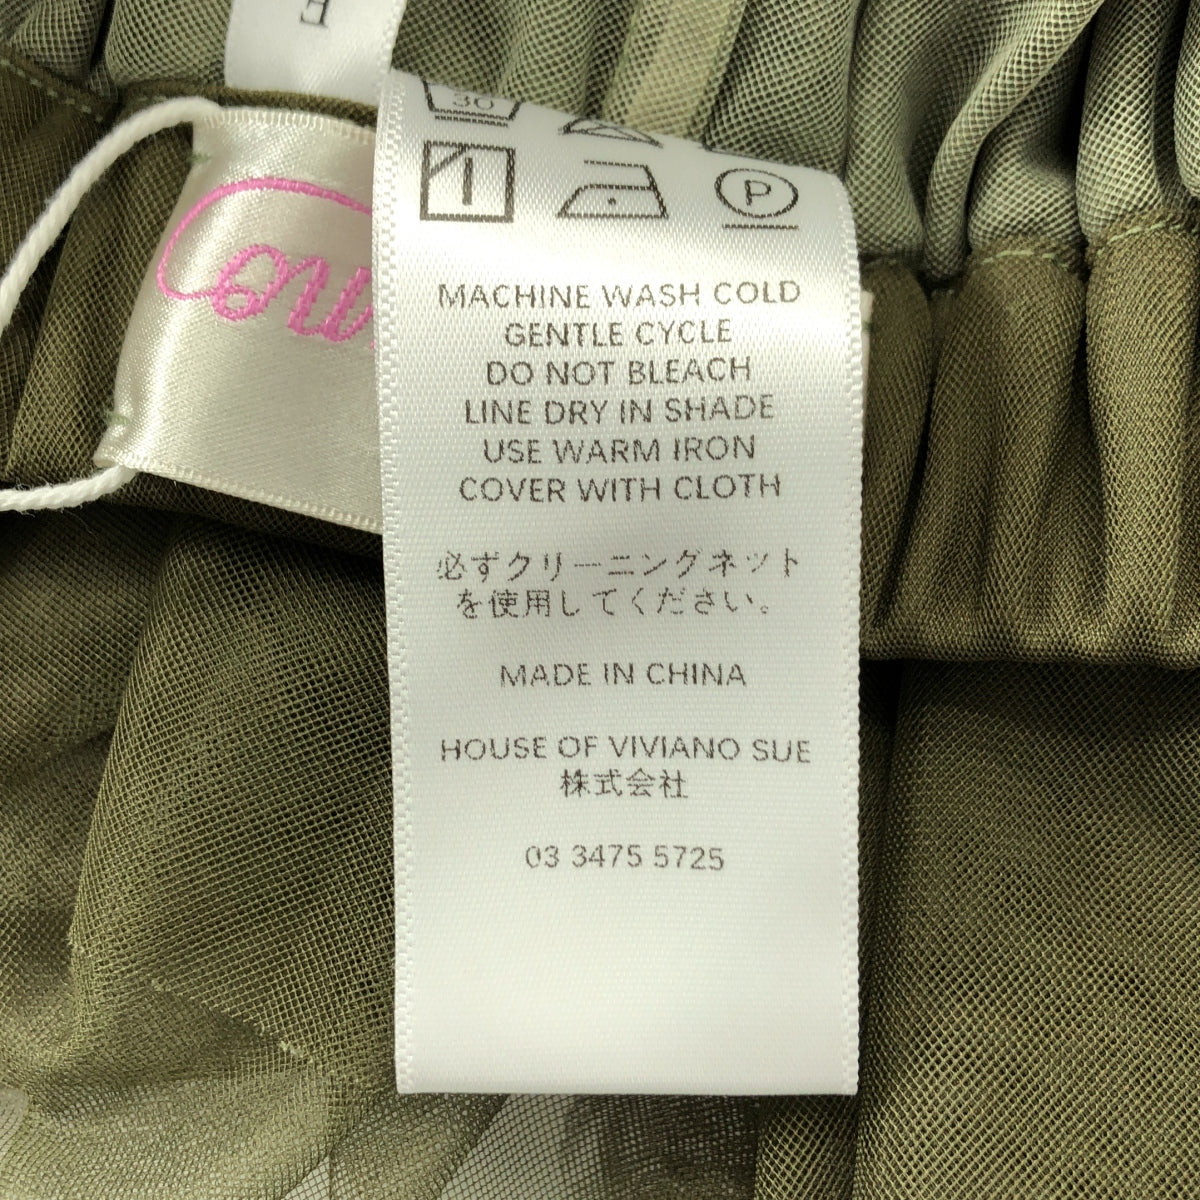 30
P
MACHINE WASH COLD
GENTLE CYCLE
DO NOT BLEACH
LINE DRY IN SHADE
USE WARM IRON
COVER WITH CLOTH
必ずクリーニングネット
を使用してください。
MADE IN CHINA
HOUSE OF VIVIANO SUE
株式会社
03 3475 5725